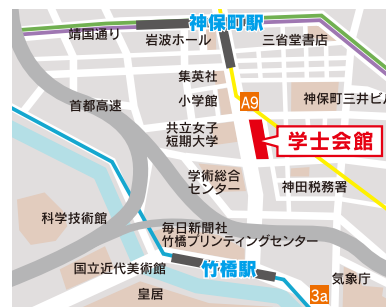 神保町駅
靖国通り
岩波ホール
三省堂書店
集英社
小学館
A9
神保町三井ビル
首都高速
共立女子
短期大学
学士会館
学術総合
センター
神田税務署
科学技術館
毎日新聞社
竹橋プリンティングセンター
国立近代美術館
竹橋駅
気象庁
皇居
3a